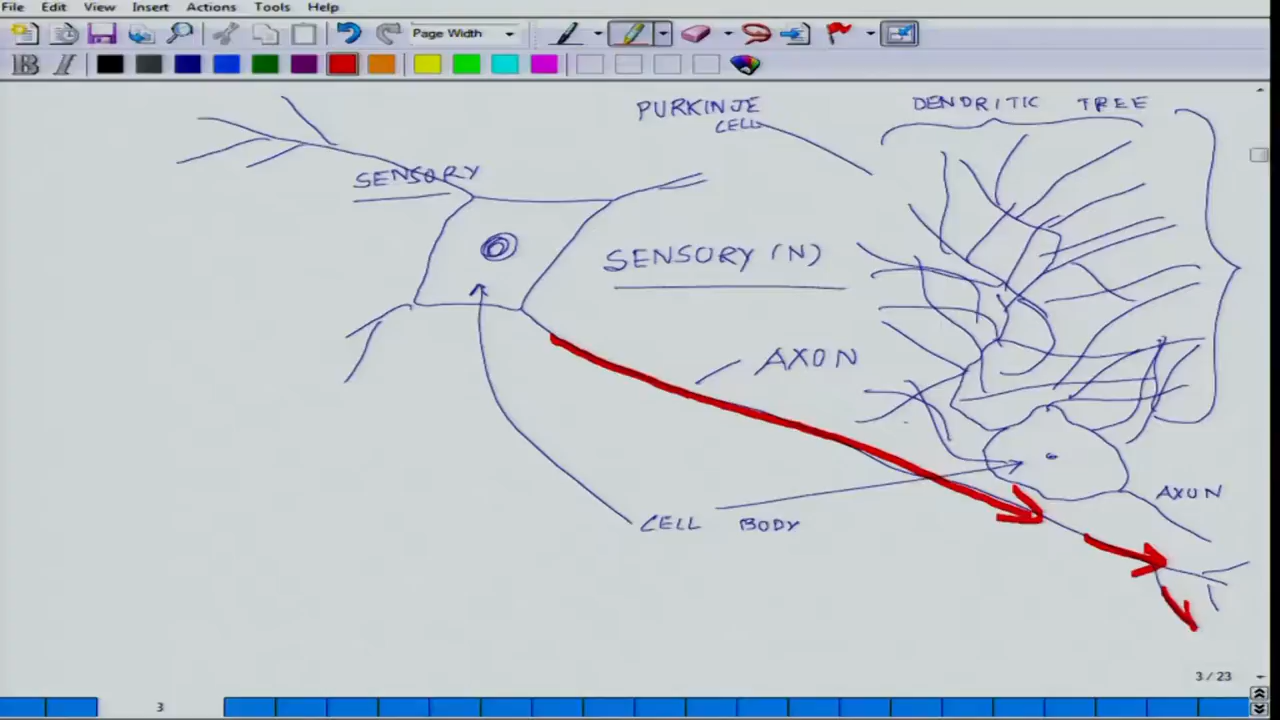 File Edit View Insert Actions Tools Help
Page Width
B I
PURKINJE
CELL
DENDRITIC TREE
SENSORY
SENSORY (N)
AXON
AXON
CELL BODY
3 / 23
3